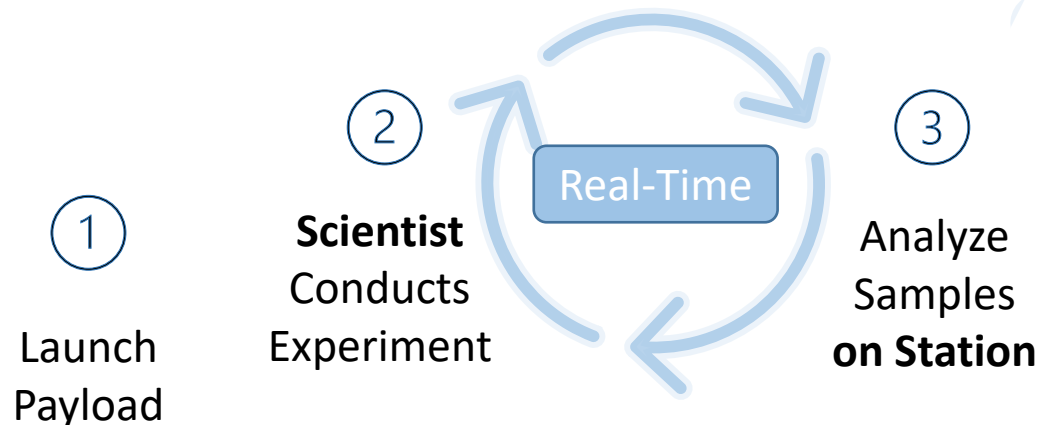 1
Launch
Payload
2
Scientist
Conducts
Experiment
Real-Time
3
Analyze
Samples
on Station